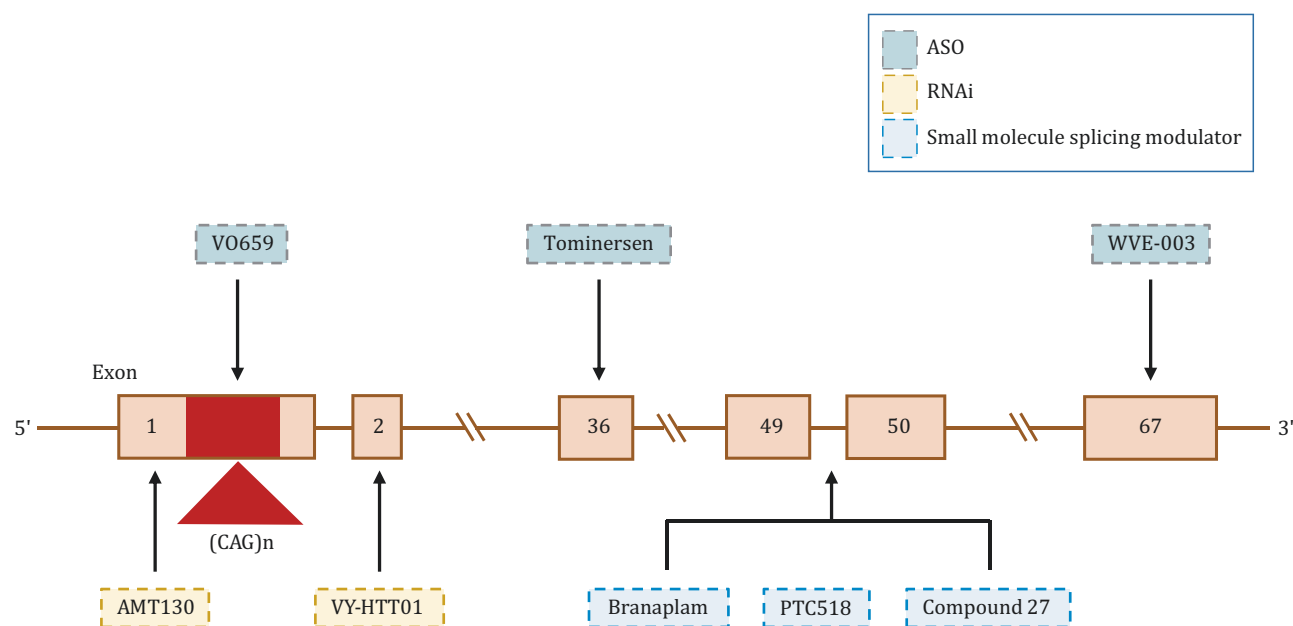 ASO
RNAi
Small molecule splicing modulator
VO659
Tominersen
WVE-003
Exon
5'
1
2
36
49
50
67
3'
(CAG)n
AMT130
VY-HTT01
Branaplam
PTC518
Compound 27